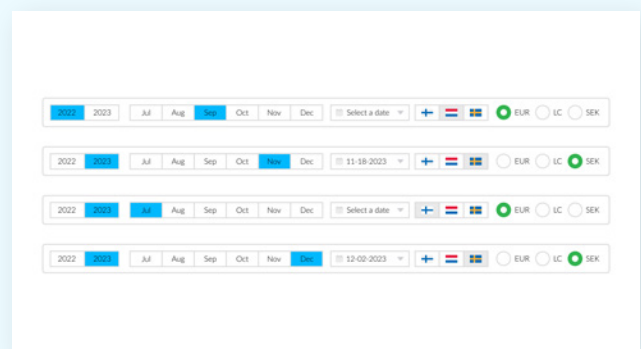 2022 2023 Jul Aug Sep Oct Nov Dec Select a date EUR LC SEK
2022 2023 Jul Aug Sep Oct Nov Dec 11-18-2023 EUR LC SEK
2022 2023 Jul Aug Sep Oct Nov Dec Select a date EUR LC SEK
2022 2023 Jul Aug Sep Oct Nov Dec 12-02-2023 EUR LC SEK